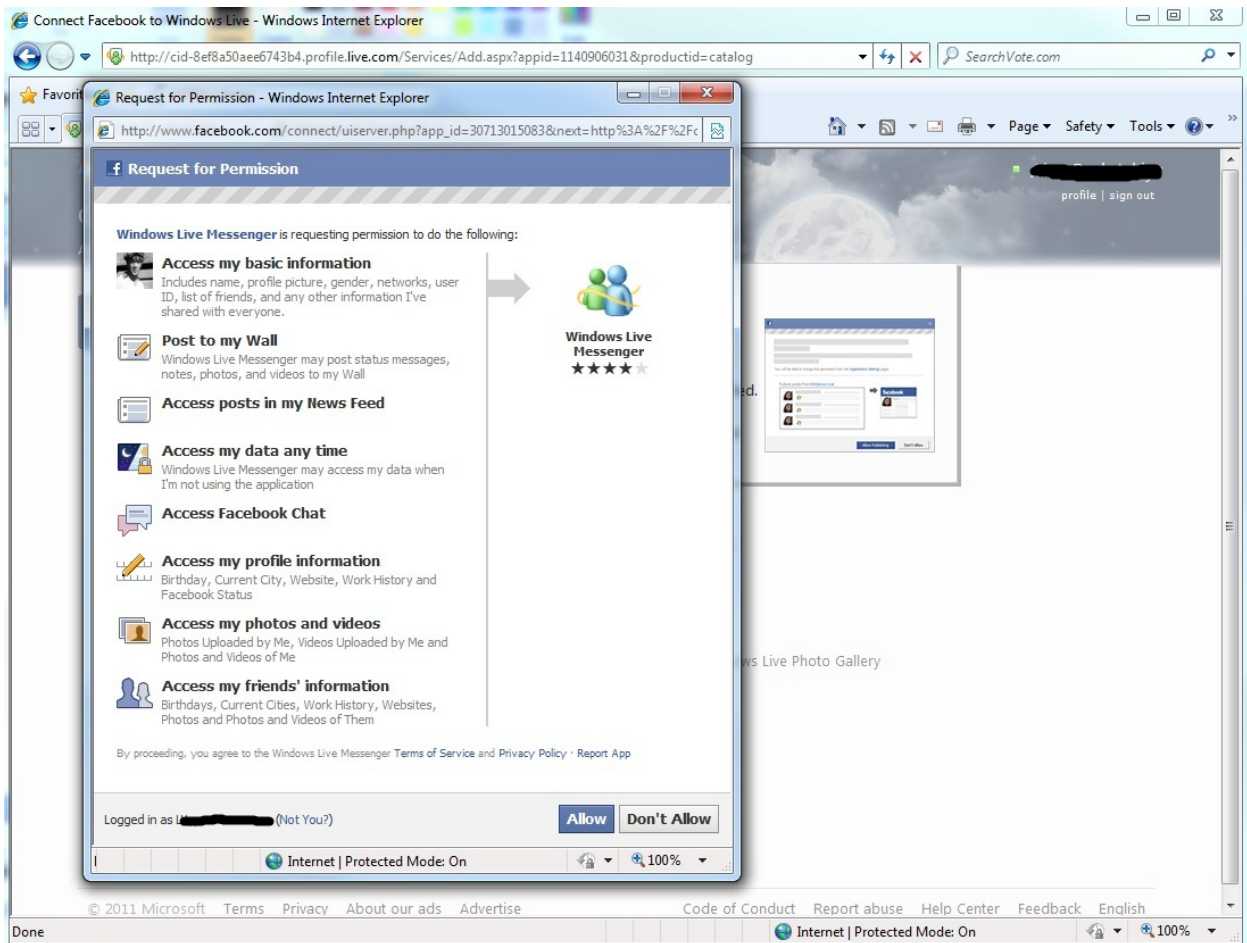 Connect Facebook to Windows Live - Windows Internet Explorer
http://cid-8ef8a50aee6743b4.profile.live.com/Services/Add.aspx?appid=1140906031&productid=catalog
SearchVote.com
Favorit
Page Safety Tools
profile | sign out
Request for Permission - Windows Internet Explorer
http://www.facebook.com/connect/uiserver.php?app_id=30713015083&next=http%3A%2F%2Fc
Request for Permission
Windows Live Messenger is requesting permission to do the following:
Access my basic information
Includes name, profile picture, gender, networks, user
ID, list of friends, and any other information I've
shared with everyone.
Post to my Wall
Windows Live Messenger may post status messages,
notes, photos, and videos to my Wall
Access posts in my News Feed
Access my data any time
Windows Live Messenger may access my data when
I'm not using the application
Access Facebook Chat
Access my profile information
Birthday, Current City, Website, Work History and
Facebook Status
Access my photos and videos
Photos Uploaded by Me, Videos Uploaded by Me and
Photos and Videos of Me
Access my friends' information
Birthdays, Current Cities, Work History, Websites,
Photos and Photos and Videos of Them
Windows Live
Messenger
By proceeding, you agree to the Windows Live Messenger Terms of Service and Privacy Policy · Report App
Logged in as (Not You?)
Allow Don't Allow
Internet | Protected Mode: On 100%
ed.
facebook
ws Live Photo Gallery
© 2011 Microsoft Terms Privacy About our ads Advertise Code of Conduct Report abuse Help Center Feedback English
Done Internet | Protected Mode: On 100%